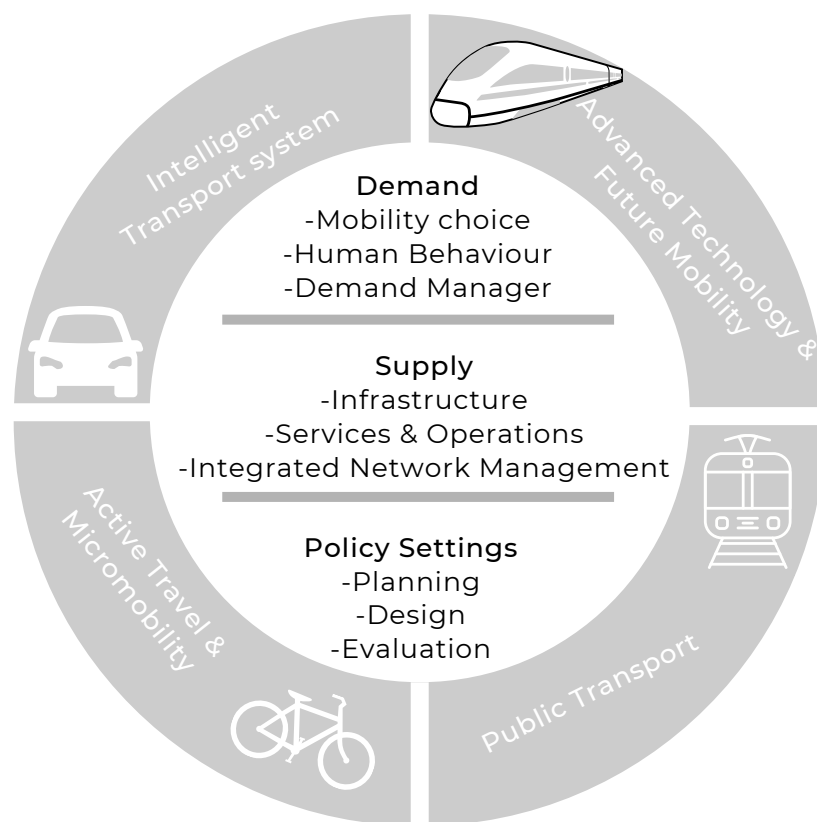 Intelligent
Transport system
Advanced Technology &
Future Mobility
Demand
-Mobility choice
-Human Behaviour
-Demand Manager
Supply
-Infrastructure
-Services & Operations
-Integrated Network Management
Policy Settings
-Planning
-Design
-Evaluation
Active Travel &
Micromobility
Public Transport